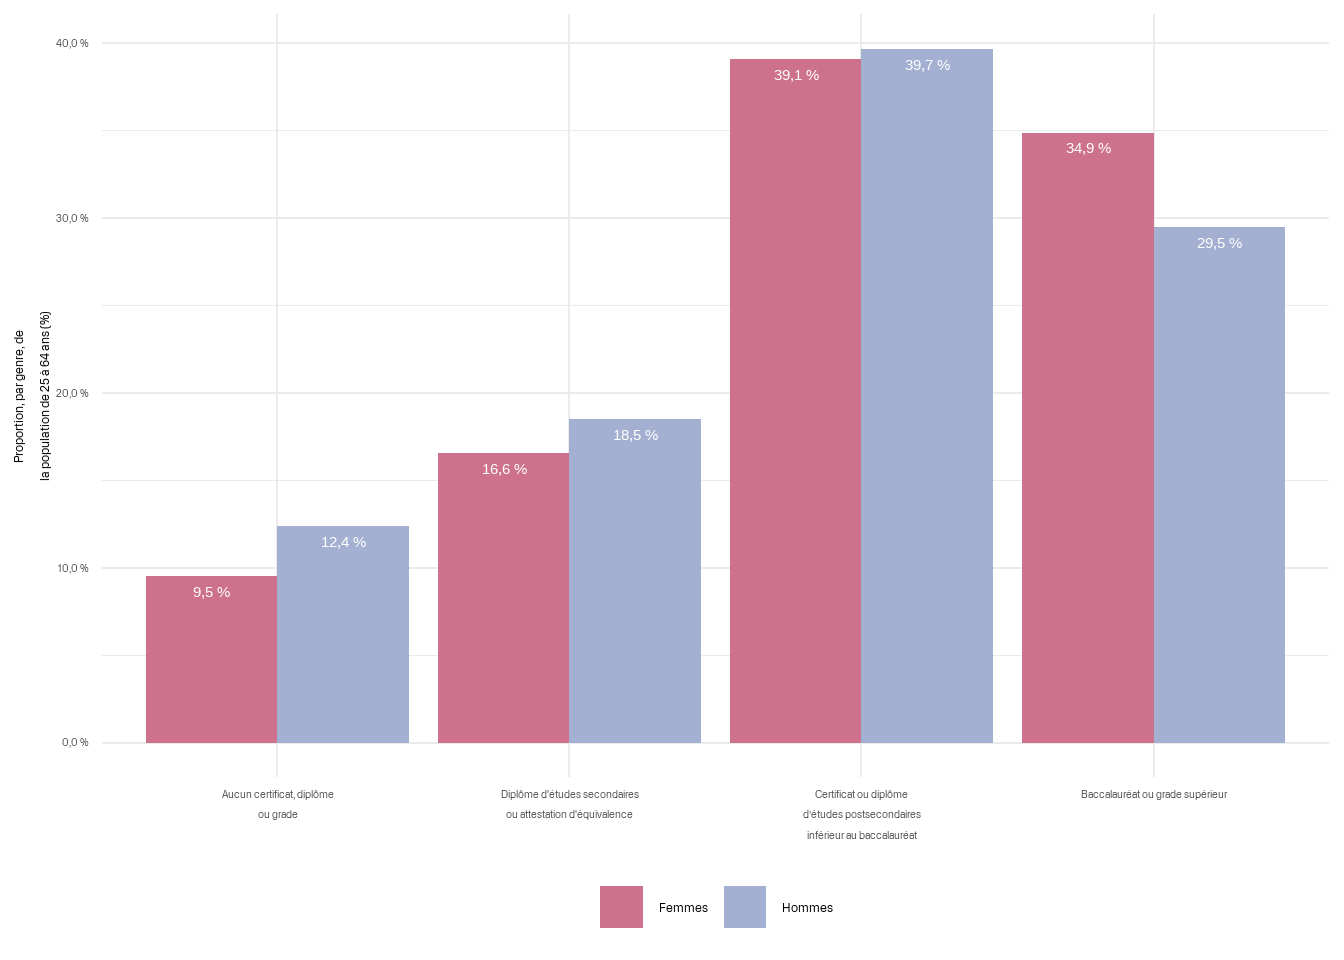 40,0 %
30,0 %
20,0 %
10,0 %
0,0 %
Proportion, par genre, de
la population de 25 à 64 ans (%)
9,5 %
12,4 %
16,6 %
18,5 %
39,1 %
39,7 %
34,9 %
29,5 %
Aucun certificat, diplôme
ou grade
Diplôme d'études secondaires
ou attestation d'équivalence
Certificat ou diplôme
d'études postsecondaires
inférieur au baccalauréat
Baccalauréat ou grade supérieur
Femmes
Hommes